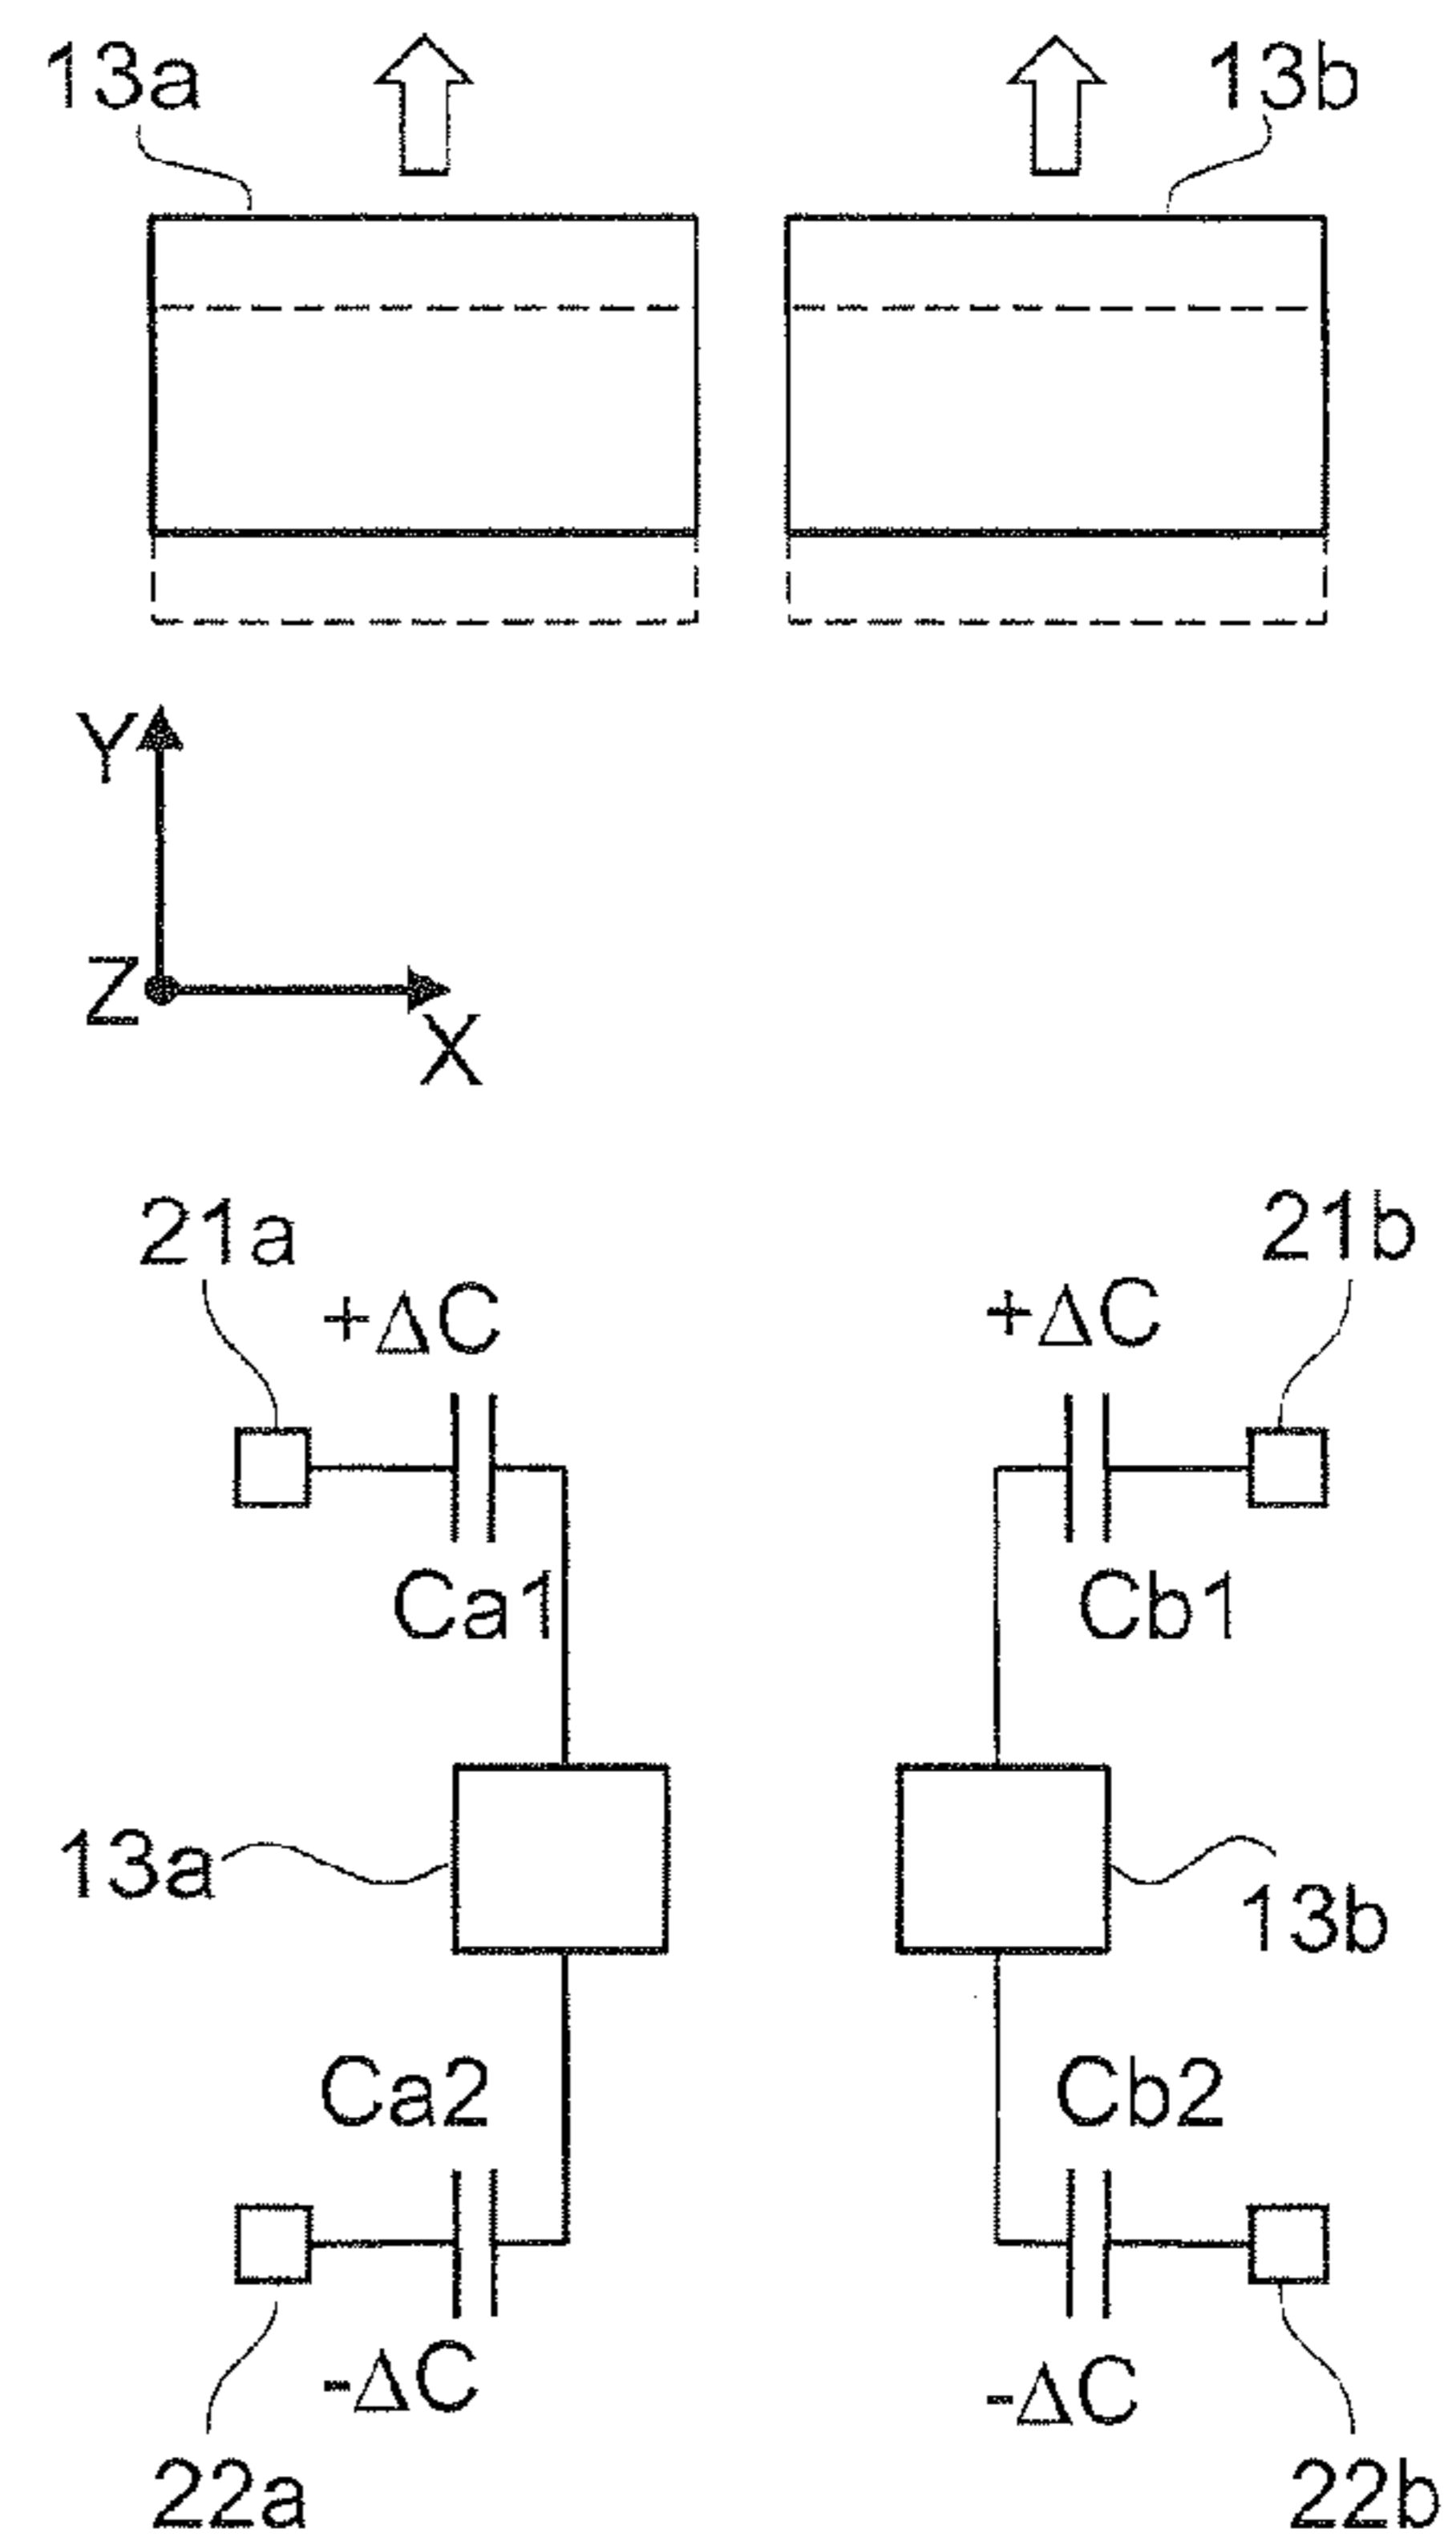 13a 13b
Y
Z
X
21a 21b
+ΔC +ΔC
Ca1 Cb1
13a 13b
Ca2 Cb2
-ΔC -ΔC
22a 22b